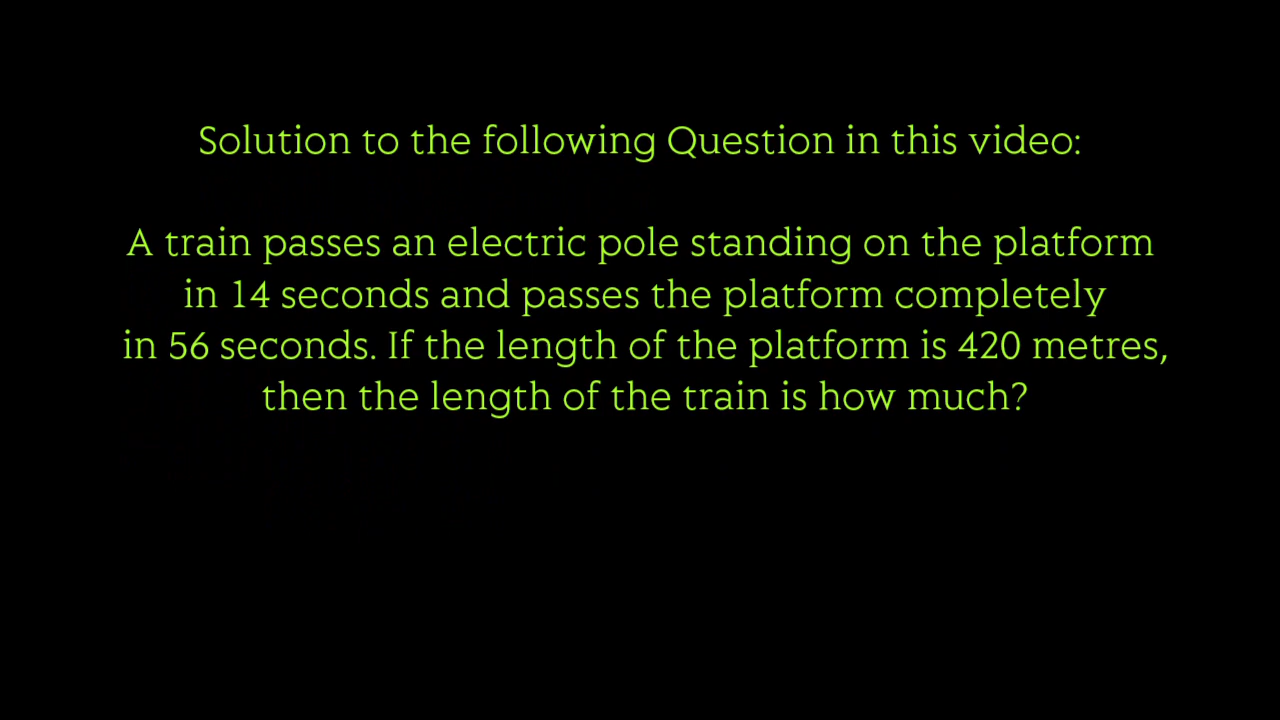 Solution to the following Question in this video:
A train passes an electric pole standing on the platform
in 14 seconds and passes the platform completely
in 56 seconds. If the length of the platform is 420 metres,
then the length of the train is how much?